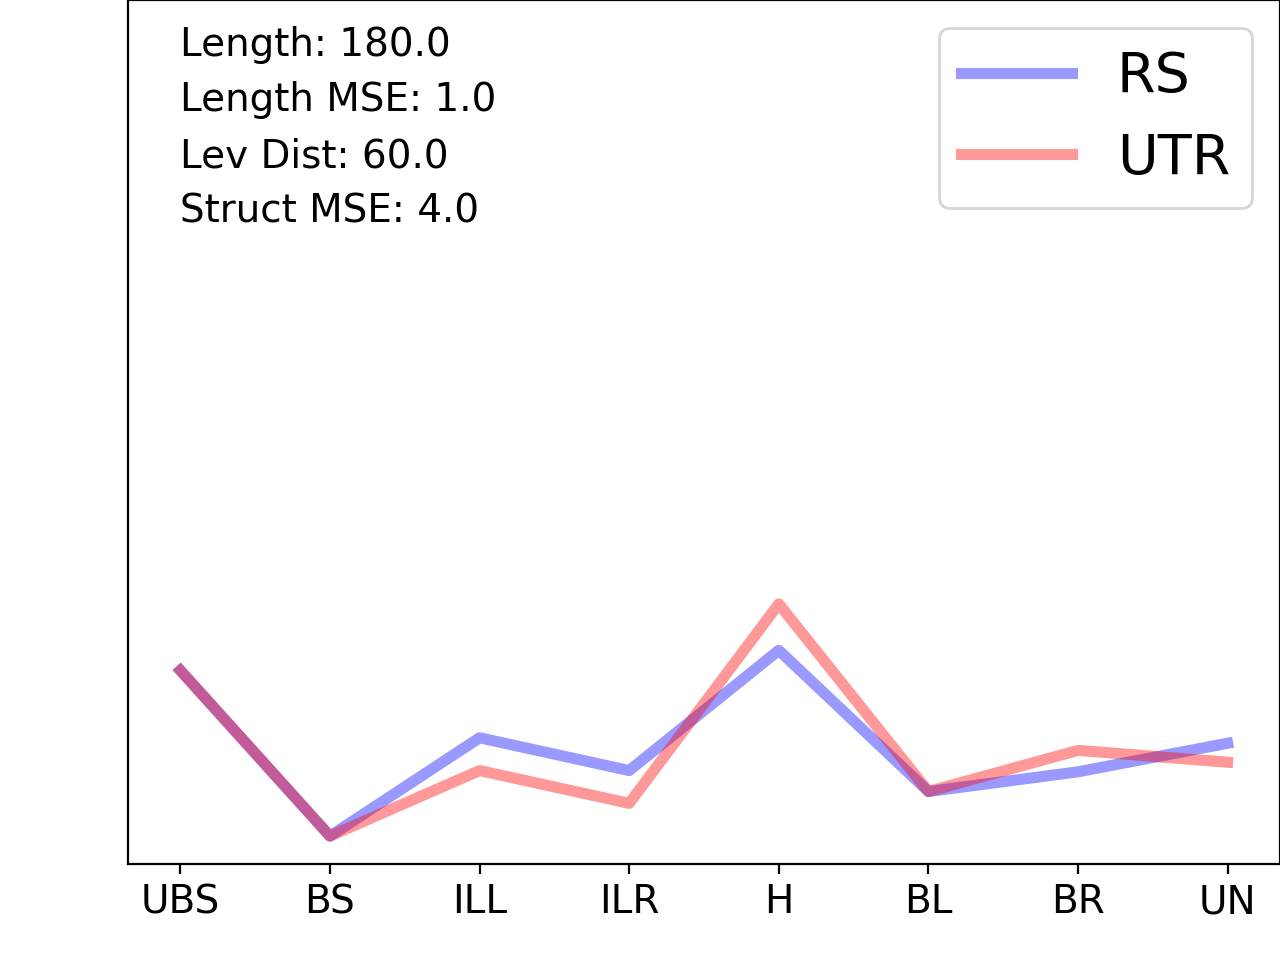 Length: 180.0
Length MSE: 1.0
Lev Dist: 60.0
Struct MSE: 4.0
RS
UTR
UBS BS ILL ILR H BL BR UN